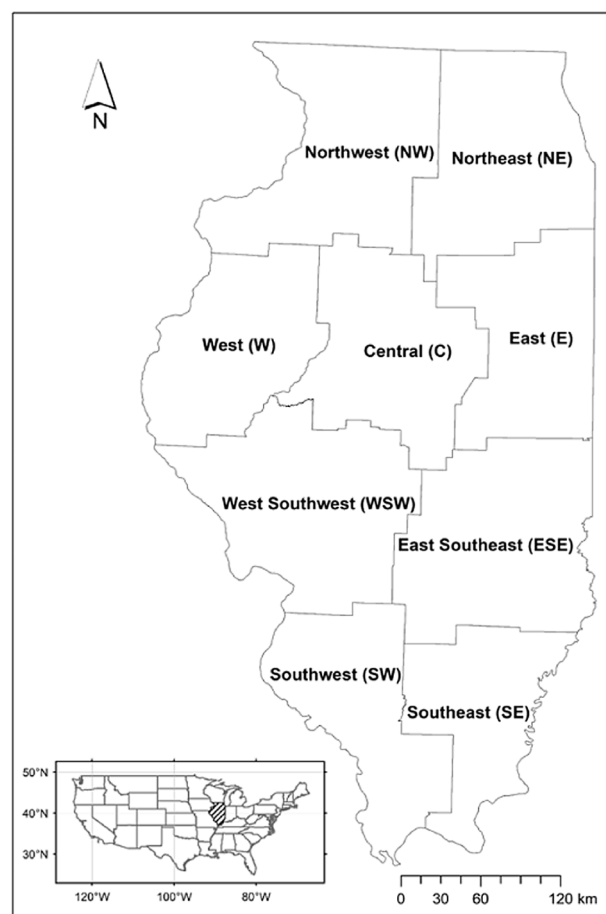 N
Northwest (NW)
Northeast (NE)
West (W)
Central (C)
East (E)
West Southwest (WSW)
East Southeast (ESE)
Southwest (SW)
Southeast (SE)
50°N
40°N
30°N
120°W 100°W 80°W
0 30 60 120 km